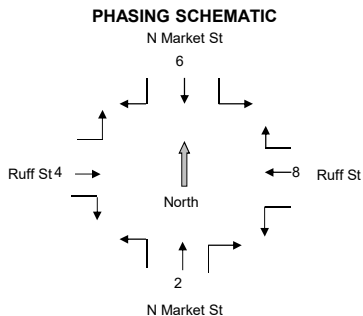 PHASING SCHEMATIC
N Market St
6
Ruff St 4
8 Ruff St
North
2
N Market St